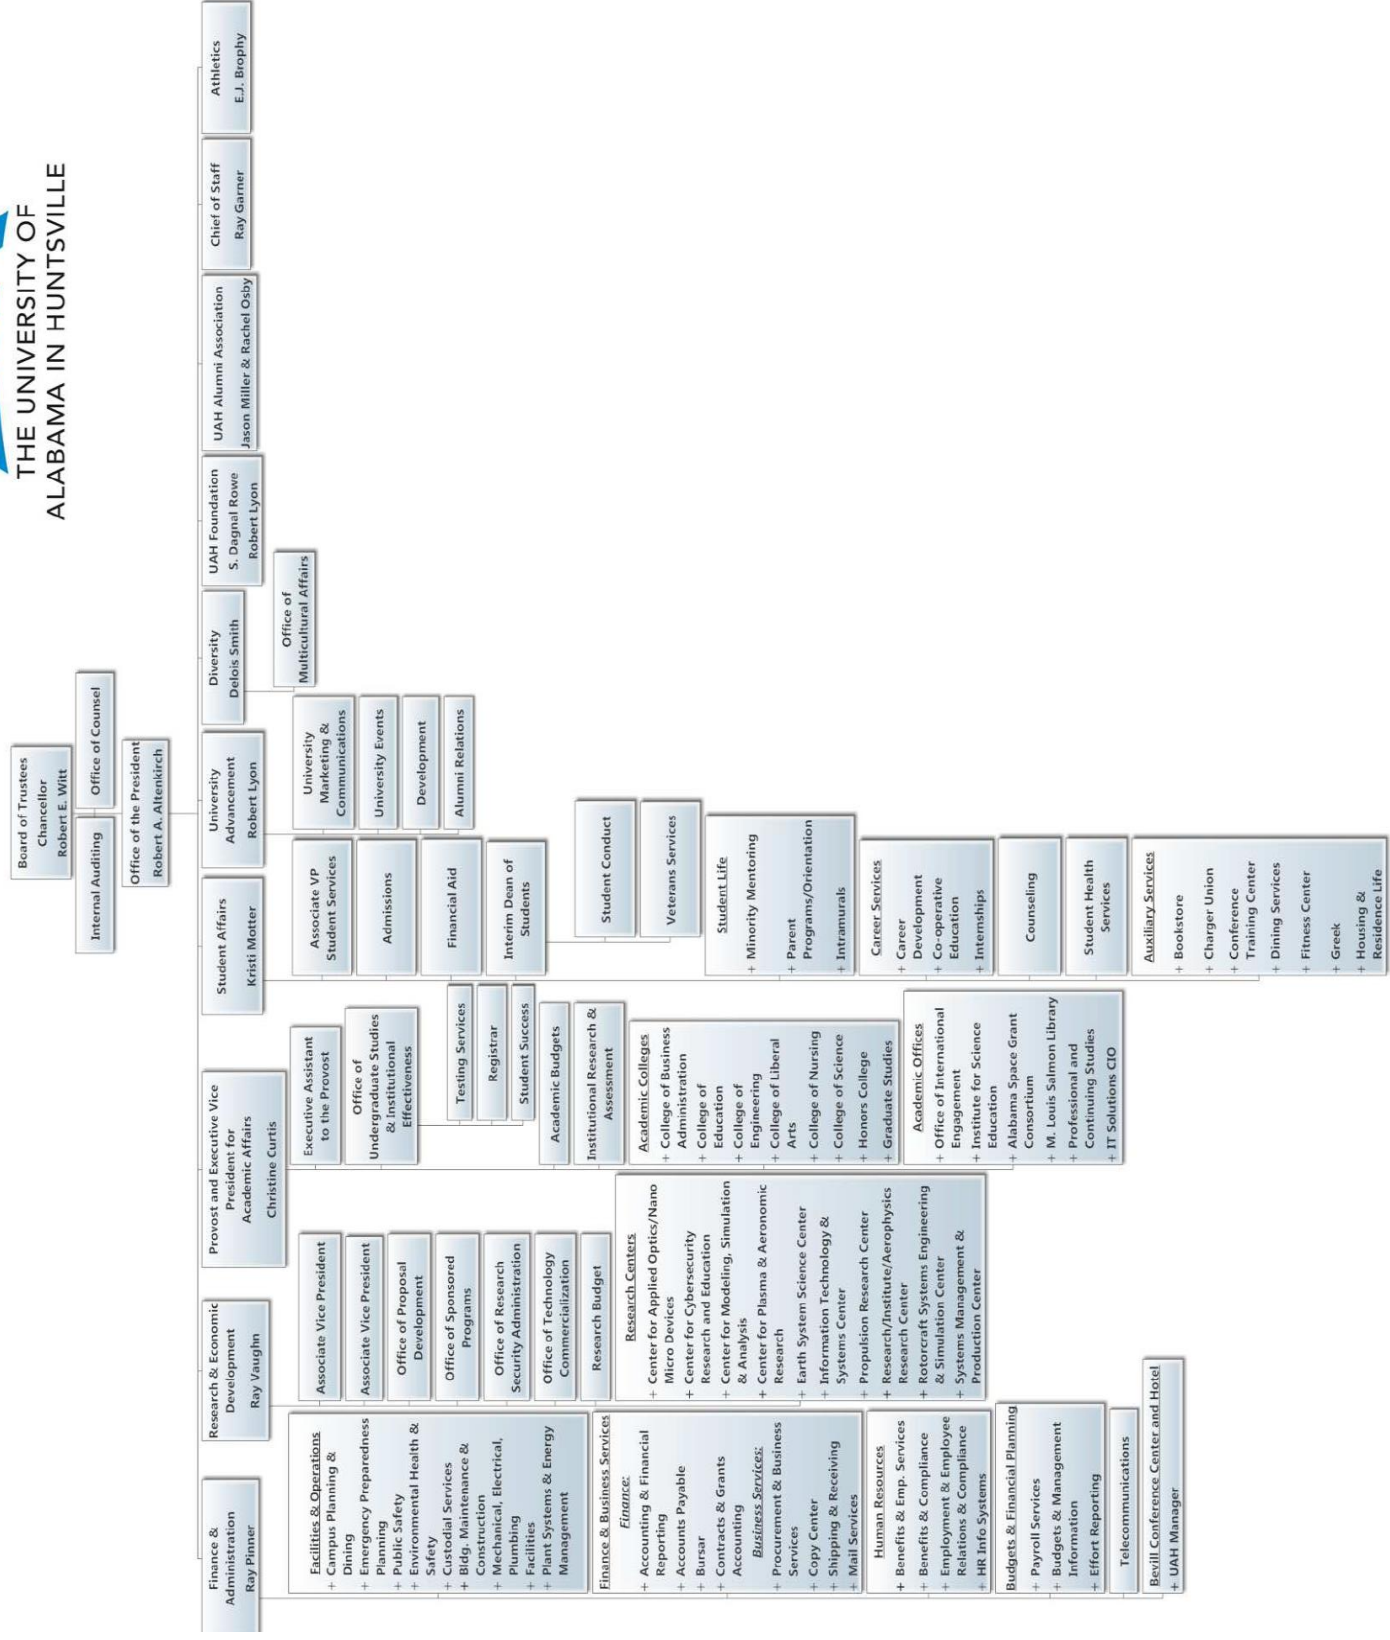 THE UNIVERSITY OF
ALABAMA IN HUNTSVILLE
Board of Trustees
Chancellor
Robert E. Witt
Internal Auditing
Office of Counsel
Office of the President
Robert A. Altenkirch
Finance &
Administration
Ray Pinner
Research & Economic
Development
Ray Vaughn
Provost and Executive Vice
President for
Academic Affairs
Christine Curtis
Student Affairs
Kristi Motter
University
Advancement
Robert Lyon
Diversity
Delois Smith
UAH Foundation
S. Dagnal Rowe
Robert Lyon
UAH Alumni Association
Jason Miller & Rachel Osby
Chief of Staff
Ray Garner
Athletics
E.J. Brophy
Facilities & Operations
+ Campus Planning &
Dining
+ Emergency Preparedness
Planning
+ Public Safety
+ Environmental Health &
Safety
+ Custodial Services
+ Bldg. Maintenance &
Construction
+ Mechanical, Electrical,
Plumbing
+ Facilities
+ Plant Systems & Energy
Management
Finance & Business Services
Finance:
+ Accounting & Financial
Reporting
+ Accounts Payable
+ Bursar
+ Contracts & Grants
Accounting
Business Services:
+ Procurement & Business
Services
+ Copy Center
+ Shipping & Receiving
+ Mail Services
Human Resources
+ Benefits & Emp. Services
+ Benefits & Compliance
+ Employment & Employee
Relations & Compliance
+ HR Info Systems
Budgets & Financial Planning
+ Payroll Services
+ Budgets & Management
Information
+ Effort Reporting
Telecommunications
Bevill Conference Center and Hotel
+ UAH Manager
Associate Vice President
Associate Vice President
Office of Proposal
Development
Office of Sponsored
Programs
Office of Research
Security Administration
Office of Technology
Commercialization
Research Budget
Research Centers
+ Center for Applied Optics/Nano
Micro Devices
+ Center for Cybersecurity
Research and Education
+ Center for Modeling, Simulation
& Analysis
+ Center for Plasma & Aeronomic
Research
+ Earth System Science Center
+ Information Technology &
Systems Center
+ Propulsion Research Center
+ Research/Institute/Aerophysics
Research Center
+ Rotorcraft Systems Engineering
& Simulation Center
+ Systems Management &
Production Center
Executive Assistant
to the Provost
Office of
Undergraduate Studies
& Institutional
Effectiveness
Testing Services
Registrar
Student Success
Academic Budgets
Institutional Research &
Assessment
Academic Colleges
+ College of Business
Administration
+ College of
Education
+ College of
Engineering
+ College of Liberal
Arts
+ College of Nursing
+ College of Science
+ Honors College
+ Graduate Studies
Academic Offices
+ Office of International
Engagement
+ Institute for Science
Education
+ Alabama Space Grant
Consortium
+ M. Louis Salmon Library
+ Professional and
Continuing Studies
+ IT Solutions CIO
Associate VP
Student Services
Admissions
Financial Aid
Interim Dean of
Students
Student Conduct
Veterans Services
Student Life
+ Minority Mentoring
+ Parent
Programs/Orientation
+ Intramurals
Career Services
+ Career
Development
+ Co-operative
Education
+ Internships
Counseling
Student Health
Services
Auxiliary Services
+ Bookstore
+ Charger Union
+ Conference
Training Center
+ Dining Services
+ Fitness Center
+ Greek
+ Housing &
Residence Life
University
Marketing &
Communications
University Events
Development
Alumni Relations
Office of
Multicultural Affairs